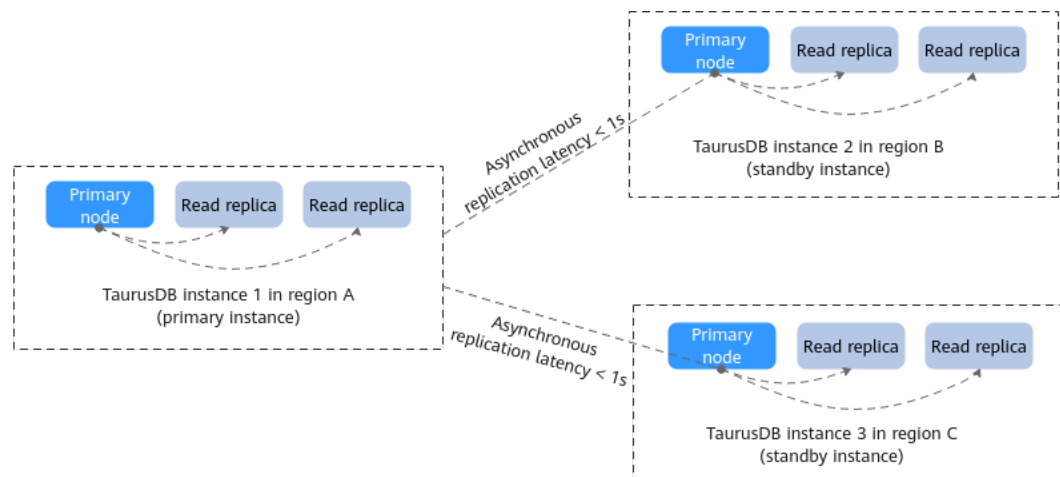 Primary
node
Read replica
Read replica
TaurusDB instance 1 in region A
(primary instance)
Asynchronous
replication latency < 1s
Primary
node
Read replica
Read replica
TaurusDB instance 2 in region B
(standby instance)
Asynchronous
replication latency < 1s
Primary
node
Read replica
Read replica
TaurusDB instance 3 in region C
(standby instance)